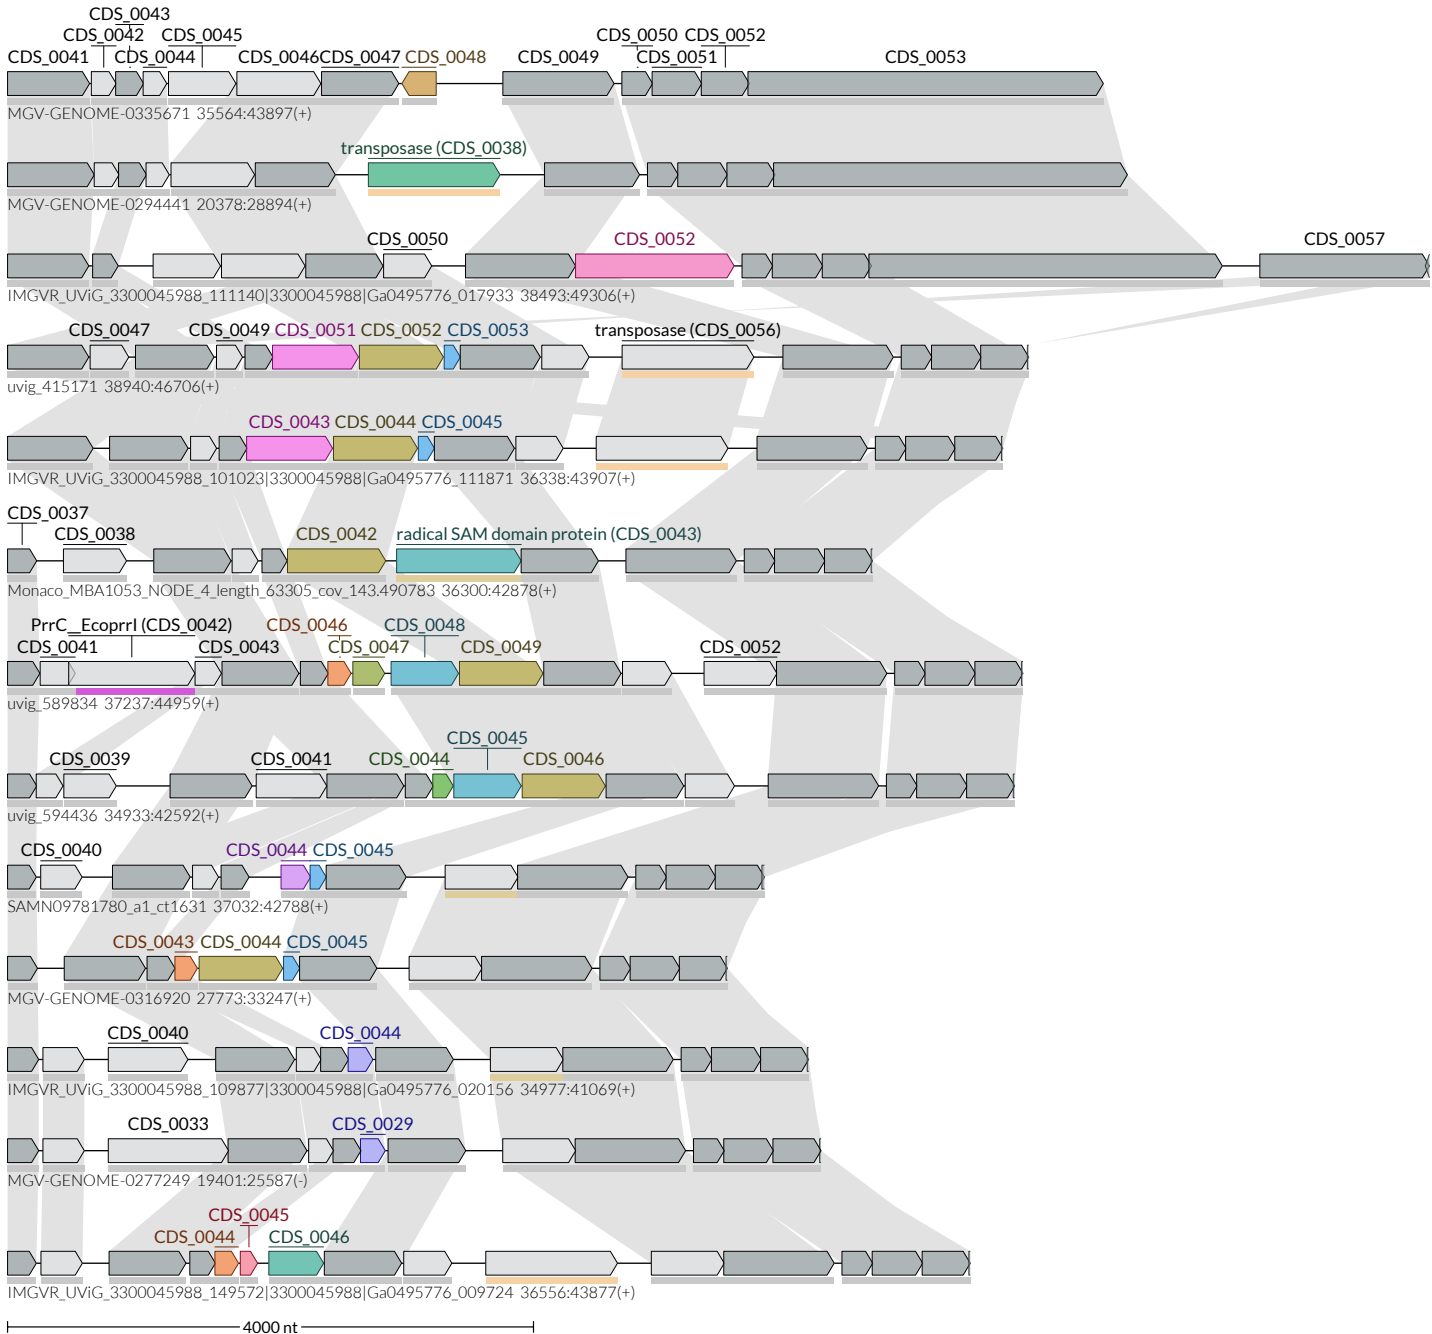 CDS_0043
CDS_0042 CDS_0045 CDS_0050 CDS_0052
CDS_0041 CDS_0044 CDS_0046 CDS_0047 CDS_0048 CDS_0049 CDS_0051 CDS_0053
MGV-GENOME-0335671 35564:43897(+)
transposase (CDS_0038)
MGV-GENOME-0294441 20378:28894(+)
CDS_0050 CDS_0052 CDS_0057
IMGVR_UViG_3300045988_111140|3300045988|Ga0495776_017933 38493:49306(+)
CDS_0047 CDS_0049 CDS_0051 CDS_0052 CDS_0053 transposase (CDS_0056)
uvig_415171 38940:46706(+)
CDS_0043 CDS_0044 CDS_0045
IMGVR_UViG_3300045988_101023|3300045988|Ga0495776_111871 36338:43907(+)
CDS_0037
CDS_0038 CDS_0042 radical SAM domain protein (CDS_0043)
Monaco_MBA1053_NODE_4_length_63305_cov_143.490783 36300:42878(+)
PrrC_EcoprrI (CDS_0042) CDS_0046 CDS_0048
CDS_0041 CDS_0043 CDS_0047 CDS_0049 CDS_0052
uvig_589834 37237:44959(+)
CDS_0045
CDS_0039 CDS_0041 CDS_0044 CDS_0046
uvig_594436 34933:42592(+)
CDS_0040 CDS_0044 CDS_0045
SAMN09781780_a1_ct1631 37032:42788(+)
CDS_0043 CDS_0044 CDS_0045
MGV-GENOME-0316920 27773:33247(+)
CDS_0040 CDS_0044
IMGVR_UViG_3300045988_109877|3300045988|Ga0495776_020156 34977:41069(+)
CDS_0033 CDS_0029
MGV-GENOME-0277249 19401:25587(-)
CDS_0045
CDS_0044 CDS_0046
IMGVR_UViG_3300045988_149572|3300045988|Ga0495776_009724 36556:43877(+)
4000 nt